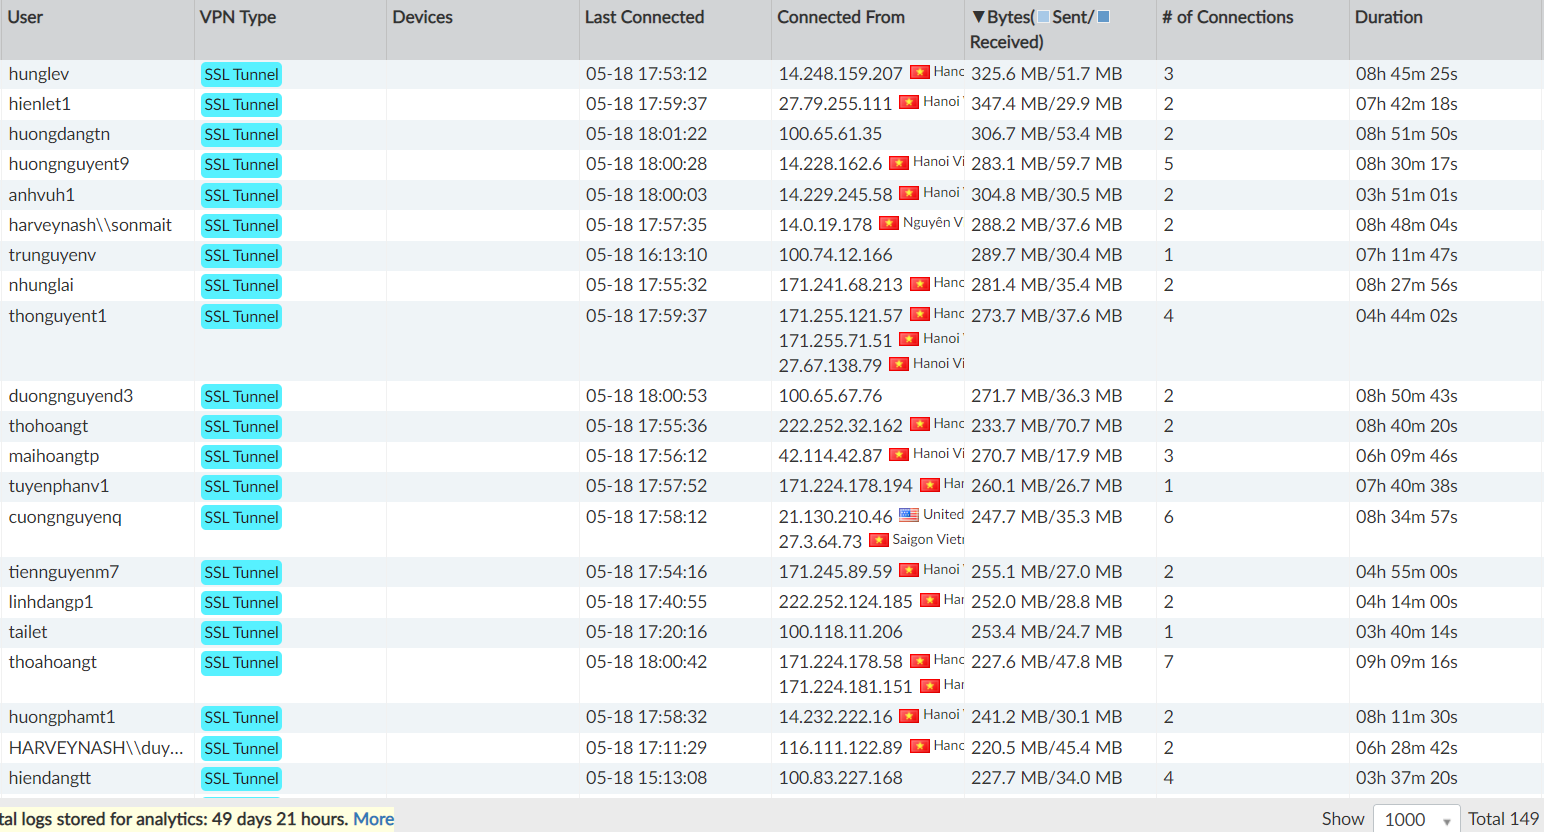 User VPN Type Devices Last Connected Connected From ▼Bytes( Sent/ # of Connections Duration
Received)
hunglev SSL Tunnel 05-18 17:53:12 14.248.159.207 Hanc 325.6 MB/51.7 MB 3 08h 45m 25s
hienlet1 SSL Tunnel 05-18 17:59:37 27.79.255.111 Hanoi 347.4 MB/29.9 MB 2 07h 42m 18s
huongdangtn SSL Tunnel 05-18 18:01:22 100.65.61.35 306.7 MB/53.4 MB 2 08h 51m 50s
huongnguyent9 SSL Tunnel 05-18 18:00:28 14.228.162.6 Hanoi Vi 283.1 MB/59.7 MB 5 08h 30m 17s
anhvuh1 SSL Tunnel 05-18 18:00:03 14.229.245.58 Hanoi 304.8 MB/30.5 MB 2 03h 51m 01s
harveynash\\sonmait SSL Tunnel 05-18 17:57:35 14.0.19.178 Nguyên V 288.2 MB/37.6 MB 2 08h 48m 04s
trunguyenv SSL Tunnel 05-18 16:13:10 100.74.12.166 289.7 MB/30.4 MB 1 07h 11m 47s
nhunglai SSL Tunnel 05-18 17:55:32 171.241.68.213 Hanc 281.4 MB/35.4 MB 2 08h 27m 56s
thonguyent1 SSL Tunnel 05-18 17:59:37 171.255.121.57 Hanc 273.7 MB/37.6 MB 4 04h 44m 02s
171.255.71.51 Hanoi
27.67.138.79 Hanoi Vi
duongnguyend3 SSL Tunnel 05-18 18:00:53 100.65.67.76 271.7 MB/36.3 MB 2 08h 50m 43s
thohoangt SSL Tunnel 05-18 17:55:36 222.252.32.162 Hanc 233.7 MB/70.7 MB 2 08h 40m 20s
maihoangtp SSL Tunnel 05-18 17:56:12 42.114.42.87 Hanoi Vi 270.7 MB/17.9 MB 3 06h 09m 46s
tuyenphanv1 SSL Tunnel 05-18 17:57:52 171.224.178.194 Har 260.1 MB/26.7 MB 1 07h 40m 38s
cuongnguyenq SSL Tunnel 05-18 17:58:12 21.130.210.46 United 247.7 MB/35.3 MB 6 08h 34m 57s
27.3.64.73 Saigon Vietr
tiennguyenm7 SSL Tunnel 05-18 17:54:16 171.245.89.59 Hanoi 255.1 MB/27.0 MB 2 04h 55m 00s
linhdangp1 SSL Tunnel 05-18 17:40:55 222.252.124.185 Har 252.0 MB/28.8 MB 2 04h 14m 00s
tailet SSL Tunnel 05-18 17:20:16 100.118.11.206 253.4 MB/24.7 MB 1 03h 40m 14s
thoahoangt SSL Tunnel 05-18 18:00:42 171.224.178.58 Hanc 227.6 MB/47.8 MB 7 09h 09m 16s
171.224.181.151 Har
huongphamt1 SSL Tunnel 05-18 17:58:32 14.232.222.16 Hanoi 241.2 MB/30.1 MB 2 08h 11m 30s
HARVEYNASH\\duy... SSL Tunnel 05-18 17:11:29 116.111.122.89 Hanc 220.5 MB/45.4 MB 2 06h 28m 42s
hiendangtt SSL Tunnel 05-18 15:13:08 100.83.227.168 227.7 MB/34.0 MB 4 03h 37m 20s
tal logs stored for analytics: 49 days 21 hours. More Show 1000 Total 149